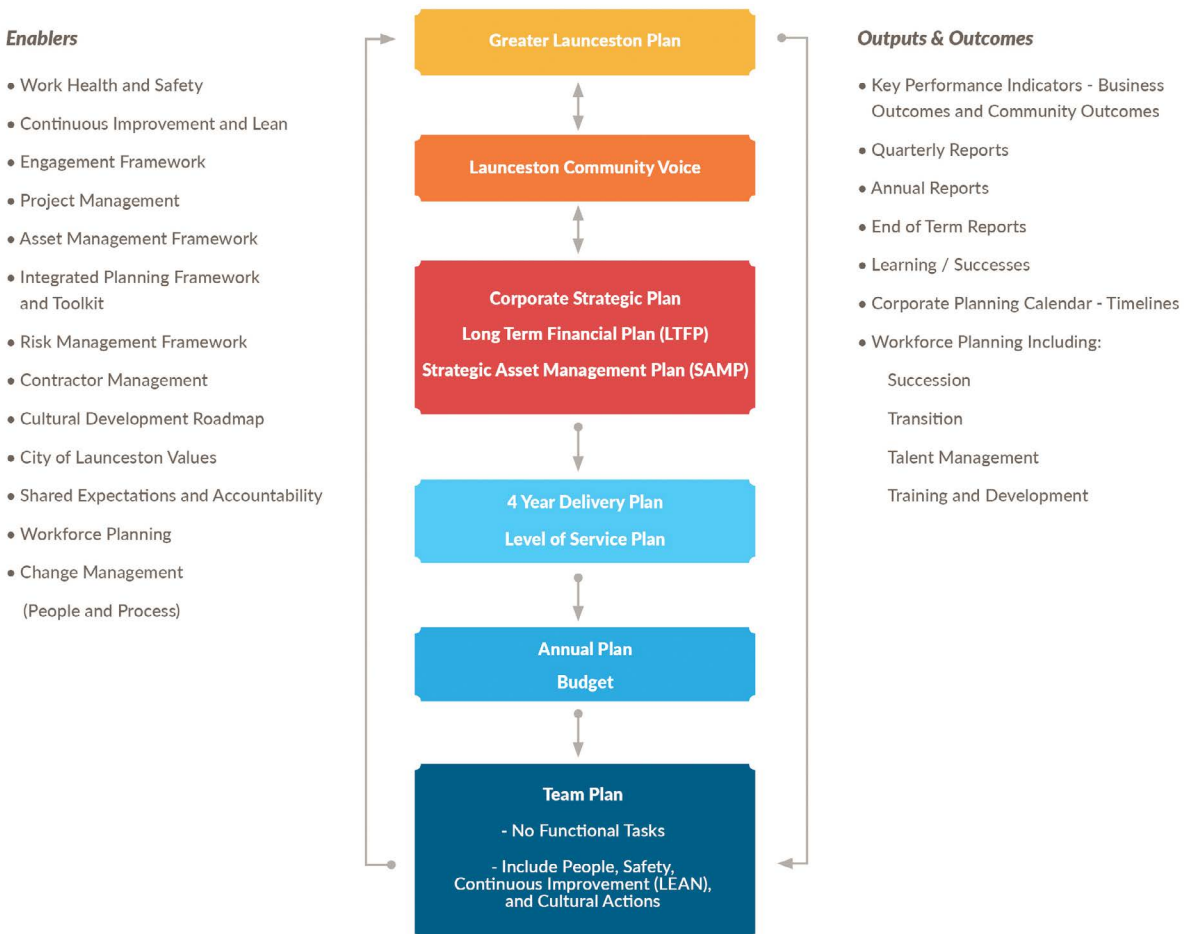 Enablers
• Work Health and Safety
• Continuous Improvement and Lean
• Engagement Framework
• Project Management
• Asset Management Framework
• Integrated Planning Framework
and Toolkit
• Risk Management Framework
• Contractor Management
• Cultural Development Roadmap
• City of Launceston Values
• Shared Expectations and Accountability
• Workforce Planning
• Change Management
(People and Process)
Greater Launceston Plan
Launceston Community Voice
Corporate Strategic Plan
Long Term Financial Plan (LTFP)
Strategic Asset Management Plan (SAMP)
4 Year Delivery Plan
Level of Service Plan
Annual Plan
Budget
Team Plan
- No Functional Tasks
- Include People, Safety,
Continuous Improvement (LEAN),
and Cultural Actions
Outputs & Outcomes
• Key Performance Indicators - Business
Outcomes and Community Outcomes
• Quarterly Reports
• Annual Reports
• End of Term Reports
• Learning / Successes
• Corporate Planning Calendar - Timelines
• Workforce Planning Including:
Succession
Transition
Talent Management
Training and Development